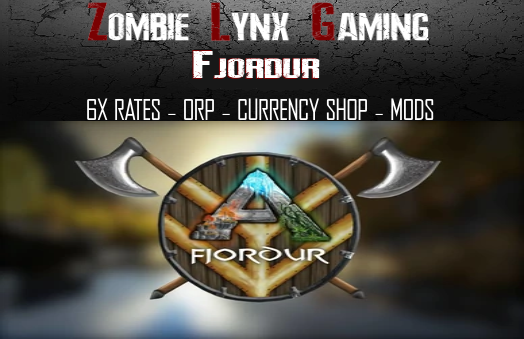 Zombie Lynx Gaming
Fjordur
6X RATES - ORP - CURRENCY SHOP - MODS
FJORDUR